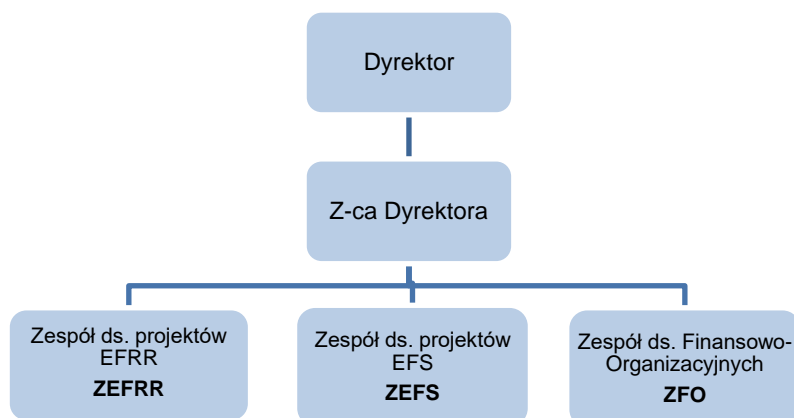 Dyrektor
Z-ca Dyrektora
Zespół ds. projektów
EFRR
ZEFRR
Zespół ds. projektów
EFS
ZEFS
Zespół ds. Finansowo-
Organizacyjnych
ZFO